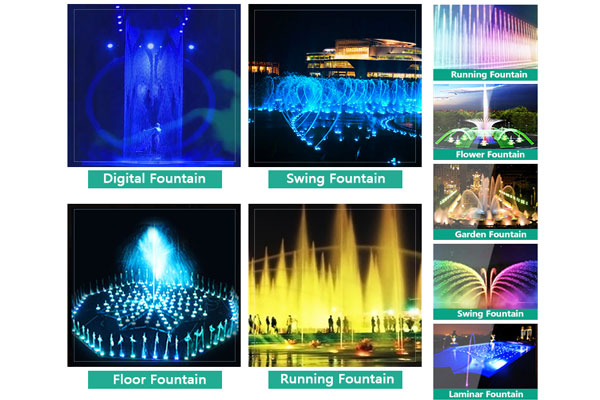 Digital Fountain
Swing Fountain
Floor Fountain
Running Fountain
Running Fountain
Flower Fountain
Garden Fountain
Swing Fountain
Laminar Fountain